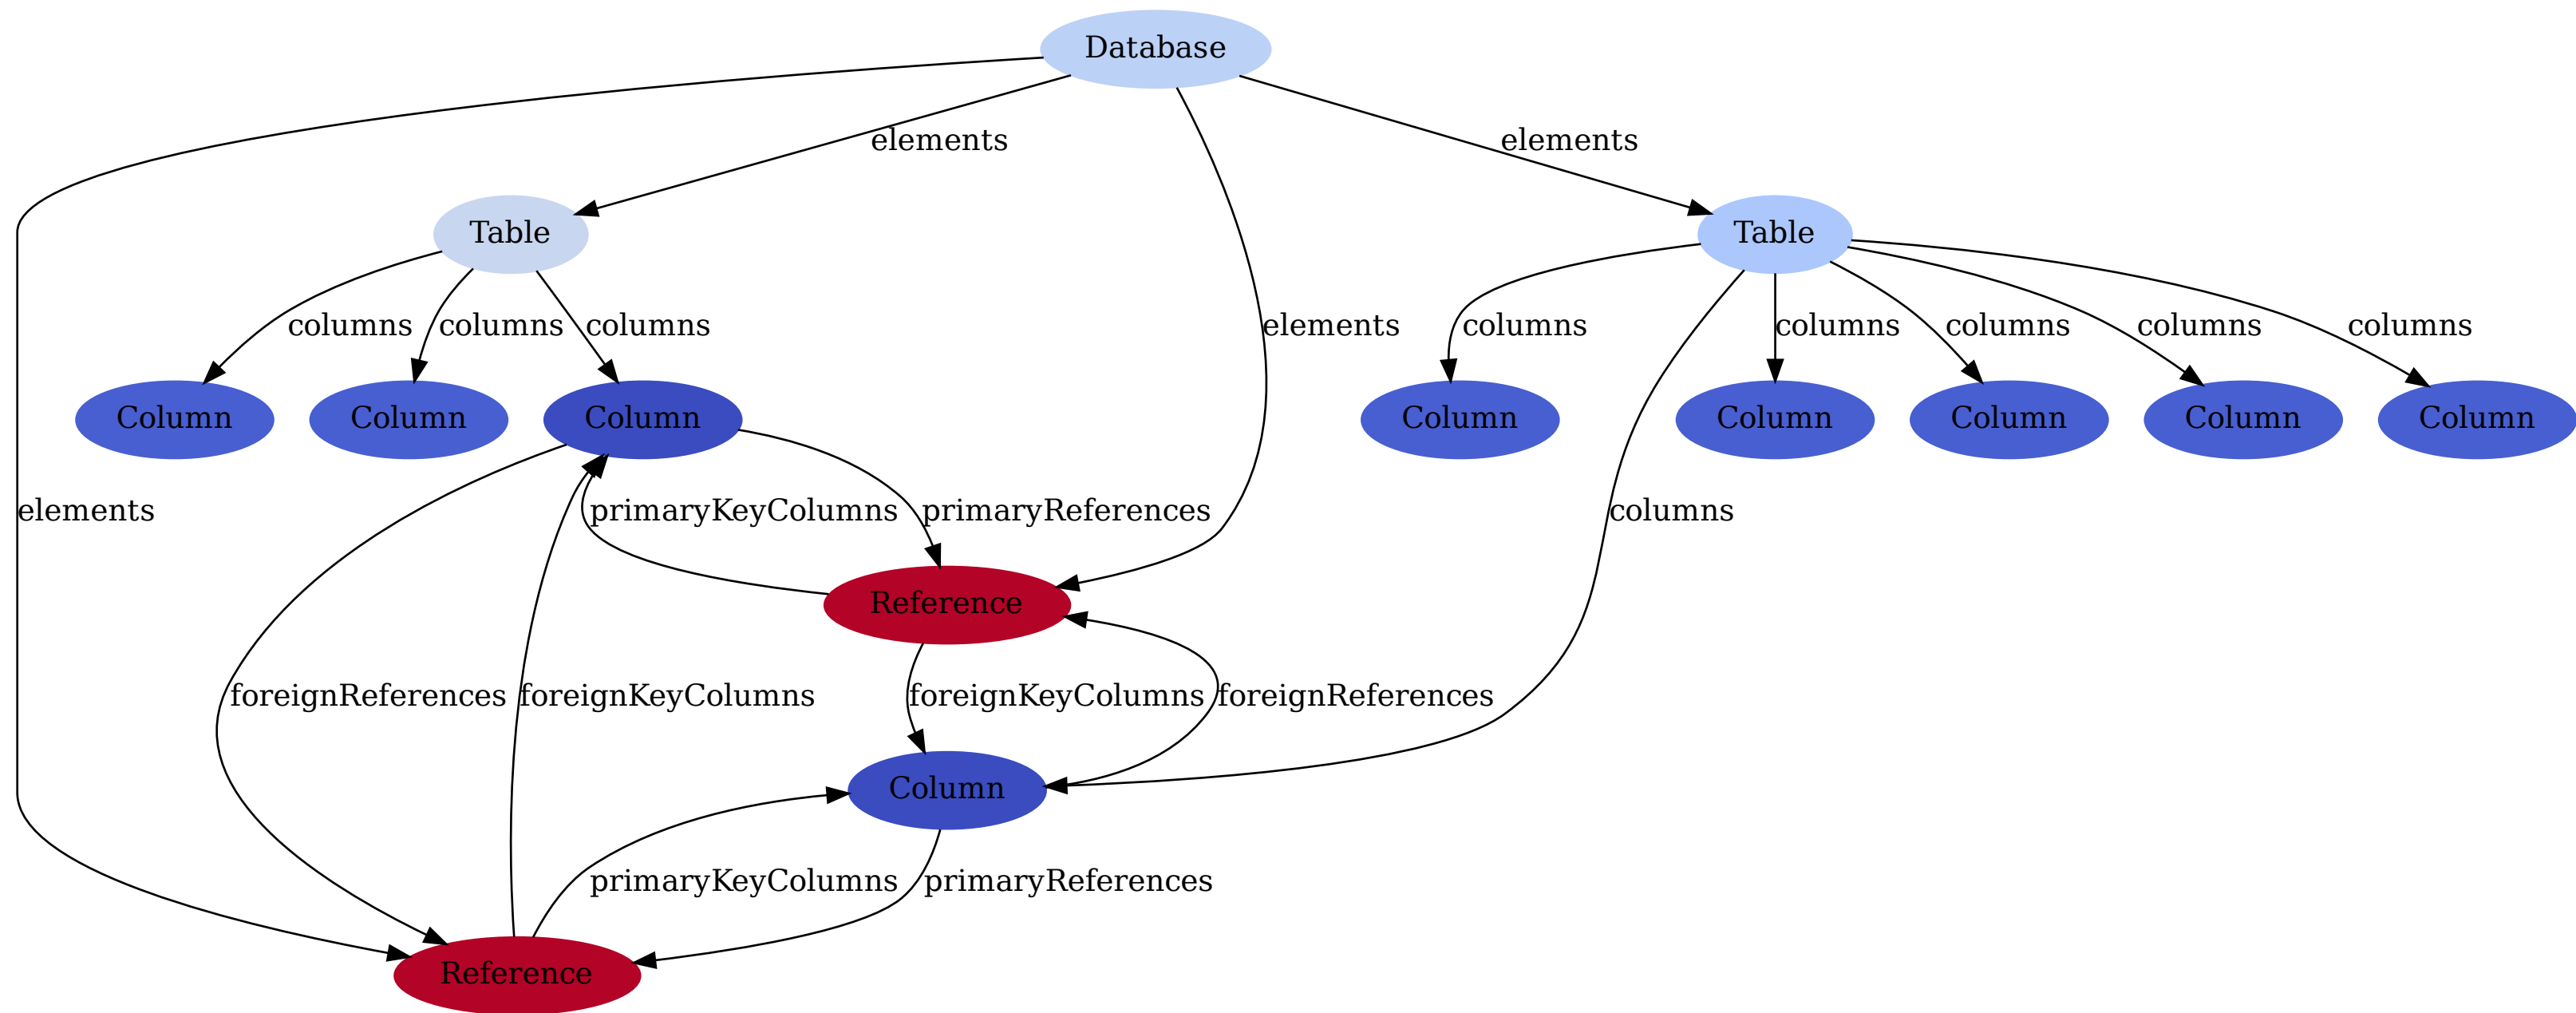 Database
elements
elements
Table
Table
columns
columns
columns
elements
columns
columns
columns
columns
columns
Column
Column
Column
Column
Column
Column
Column
Column
elements
primaryKeyColumns
primaryReferences
columns
Reference
foreignReferences
foreignKeyColumns
foreignKeyColumns
foreignReferences
Column
primaryKeyColumns
primaryReferences
Reference